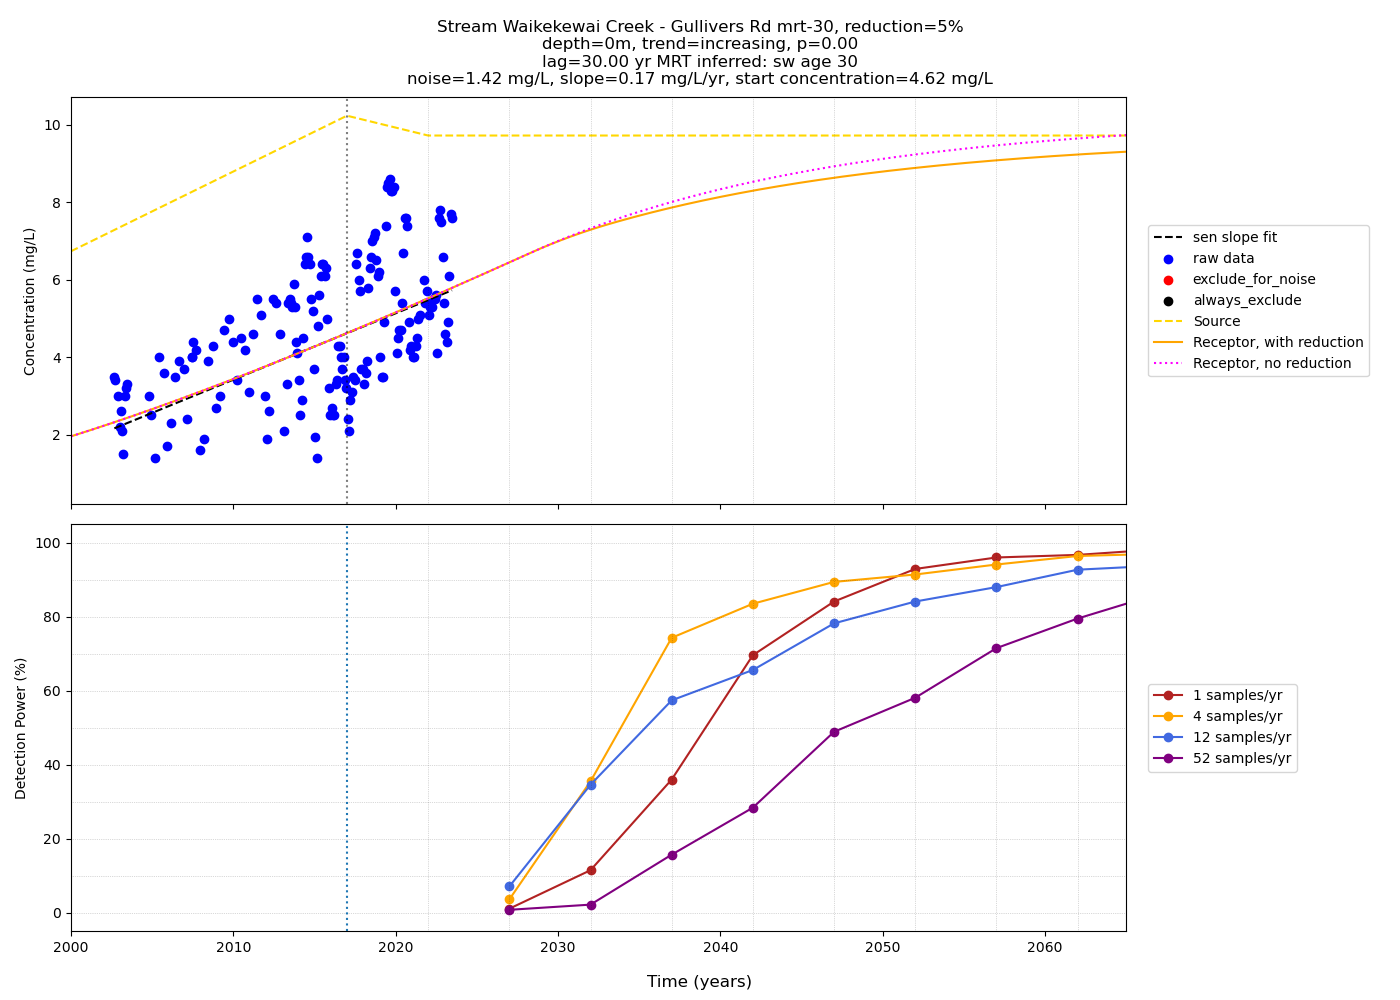 Stream Waikekewai Creek - Gullivers Rd mrt-30, reduction=5%
depth=0m, trend=increasing, p=0.00
lag=30.00 yr MRT inferred: sw age 30
noise=1.42 mg/L, slope=0.17 mg/L/yr, start concentration=4.62 mg/L
10
8
6
4
2
Concentration (mg/L)
sen slope fit
raw data
exclude_for_noise
always_exclude
Source
Receptor, with reduction
Receptor, no reduction
100
80
60
40
20
0
Detection Power (%)
1 samples/yr
4 samples/yr
12 samples/yr
52 samples/yr
2000 2010 2020 2030 2040 2050 2060
Time (years)